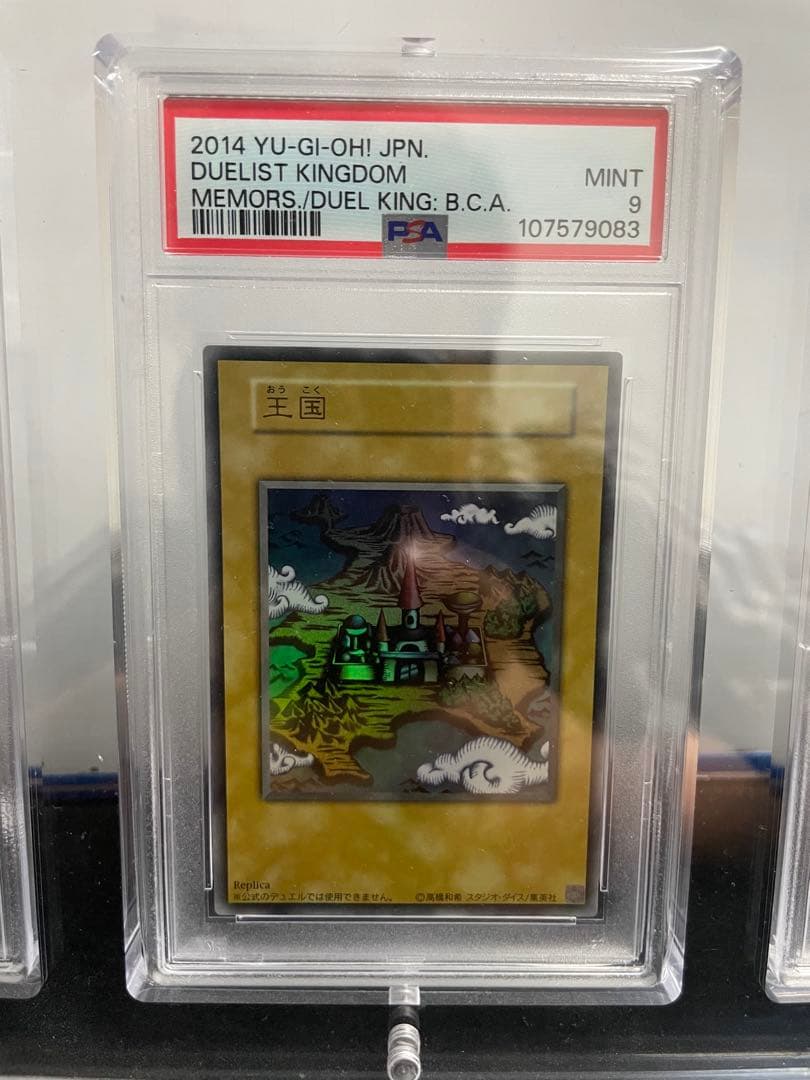 2014 YU-GI-OH! JPN.
DUELIST KINGDOM
MINT
MEMORS./DUEL KING: B.C.A.
9
PSA
107579083
おう こく
王国
Replica
※公式のデュエルでは使用できません。 ©高橋和希 スタジオ・ダイス/集英社